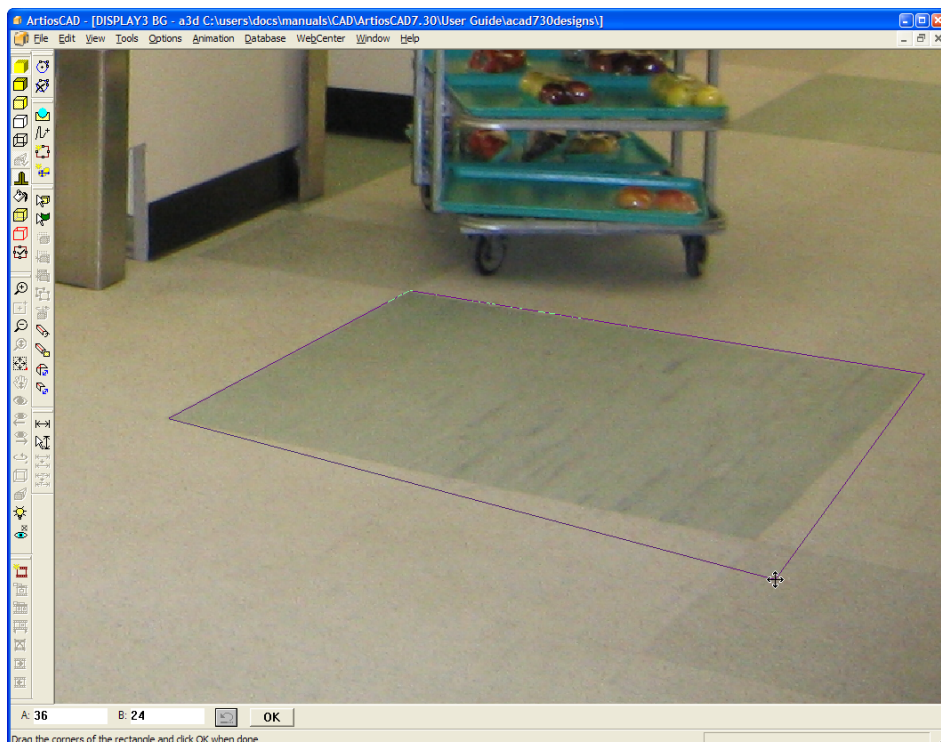 ArtiosCAD - [DISPLAY3 BG - a3d C:\users\docs\manuals\CAD\ArtiosCAD7.30\User Guide\acad730designs\]
File Edit View Tools Options Animation Database WebCenter Window Help
A: 36 B: 24 OK
Drag the corners of the rectangle and click OK when done